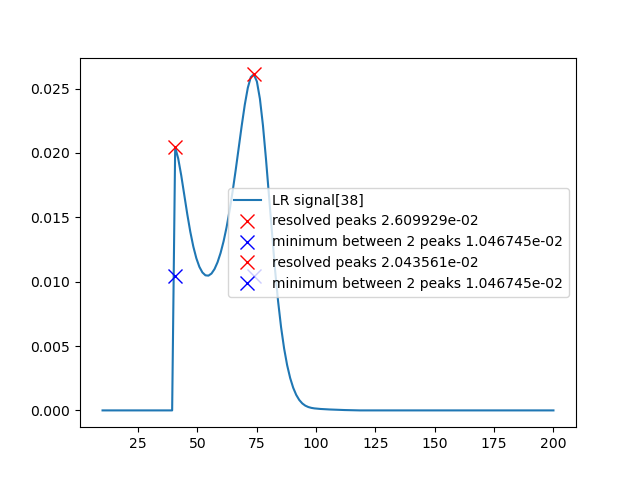 0.025
0.020
0.015
0.010
0.005
0.000
LR signal[38]
resolved peaks 2.609929e-02
minimum between 2 peaks 1.046745e-02
resolved peaks 2.043561e-02
minimum between 2 peaks 1.046745e-02
25 50 75 100 125 150 175 200